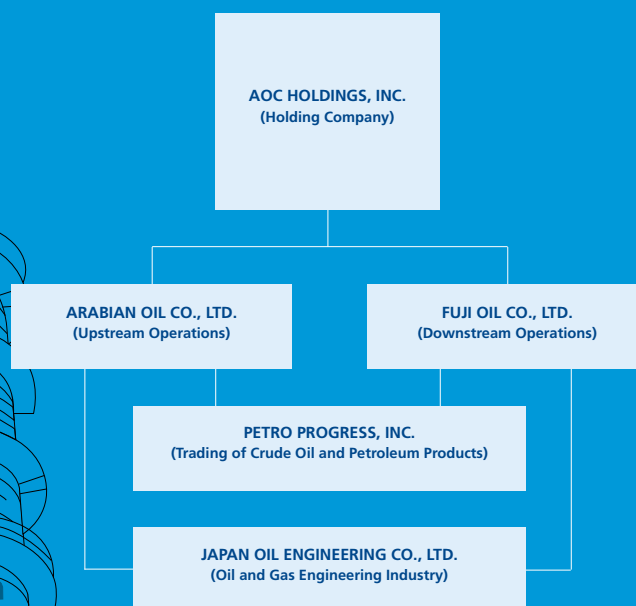 AOC HOLDINGS, INC.
(Holding Company)
ARABIAN OIL CO., LTD.
(Upstream Operations)
FUJI OIL CO., LTD.
(Downstream Operations)
PETRO PROGRESS, INC.
(Trading of Crude Oil and Petroleum Products)
JAPAN OIL ENGINEERING CO., LTD.
(Oil and Gas Engineering Industry)